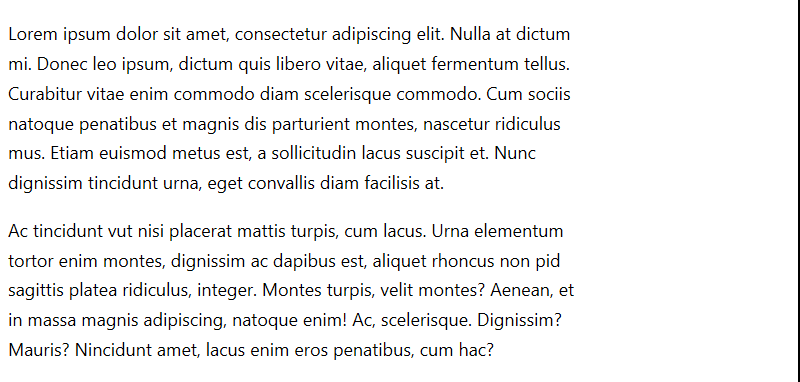 Lorem ipsum dolor sit amet, consectetur adipiscing elit. Nulla at dictum
mi. Donec leo ipsum, dictum quis libero vitae, aliquet fermentum tellus.
Curabitur vitae enim commodo diam scelerisque commodo. Cum sociis
natoque penatibus et magnis dis parturient montes, nascetur ridiculus
mus. Etiam euismod metus est, a sollicitudin lacus suscipit et. Nunc
dignissim tincidunt urna, eget convallis diam facilisis at.
Ac tincidunt vut nisi placerat mattis turpis, cum lacus. Urna elementum
tortor enim montes, dignissim ac dapibus est, aliquet rhoncus non pid
sagittis platea ridiculus, integer. Montes turpis, velit montes? Aenean, et
in massa magnis adipiscing, natoque enim! Ac, scelerisque. Dignissim?
Mauris? Nincidunt amet, lacus enim eros penatibus, cum hac?